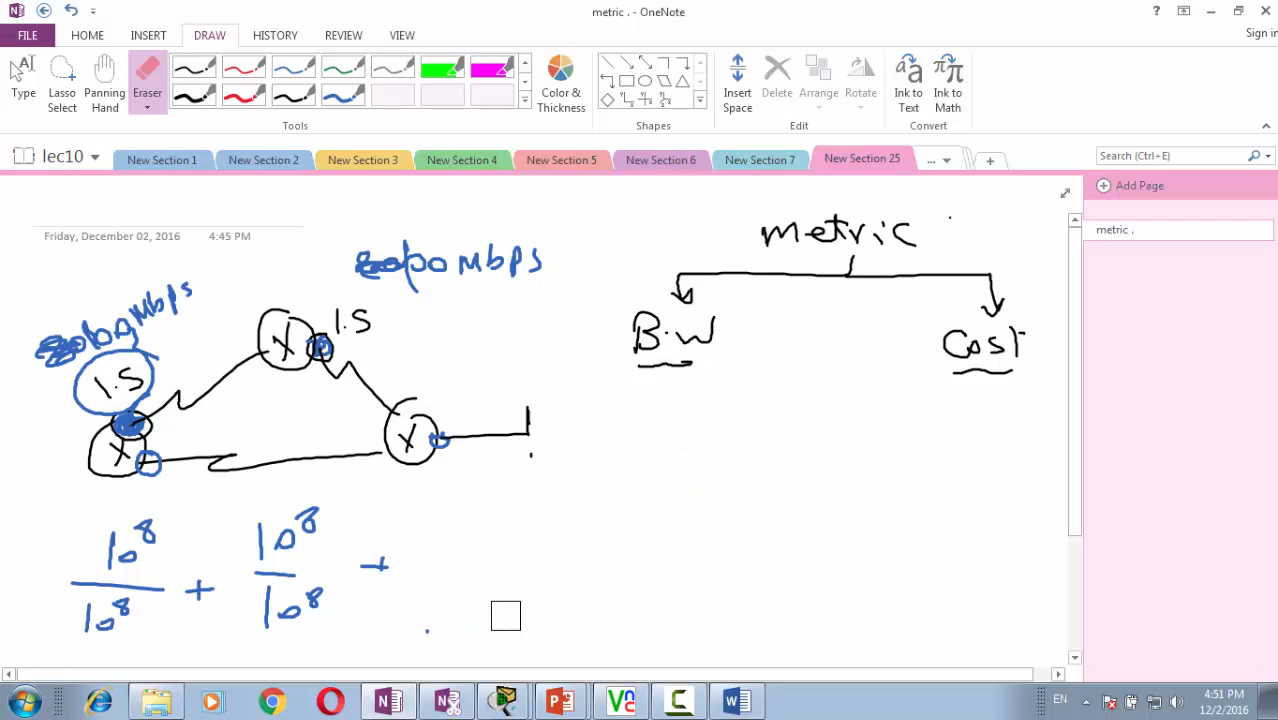 metric . - OneNote
FILE HOME INSERT DRAW HISTORY REVIEW VIEW Sign in
Type Lasso Select Panning Hand Eraser Color & Thickness Insert Space Delete Arrange Rotate Ink to Text Ink to Math
Tools Shapes Edit Convert
lec10 New Section 1 New Section 2 New Section 3 New Section 4 New Section 5 New Section 6 New Section 7 New Section 25 ... Search (Ctrl+E)
Add Page
metric .
Friday, December 02, 2016 4:45 PM
metric
Mbps
Mbps
B.W Cost
1.5
1.5
X
X
X
10^8 / 10^8 + 10^8 / 10^8 +
EN 4:51 PM
12/2/2016